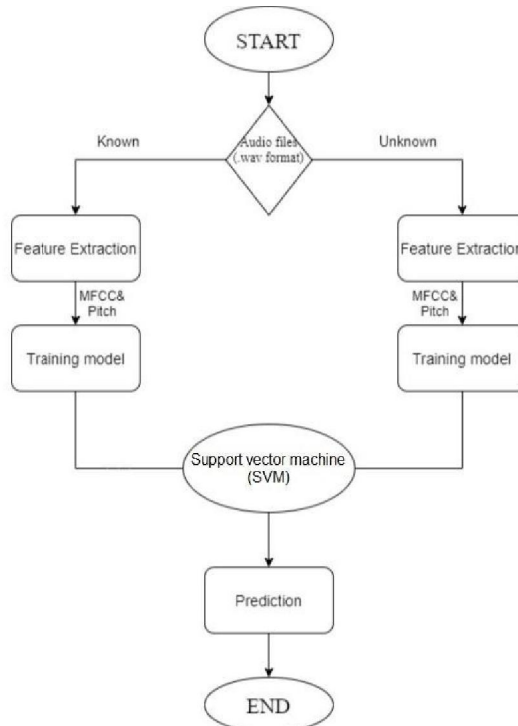 START
Known
Audio files
(.wav format)
Unknown
Feature Extraction
Feature Extraction
MFCC&
Pitch
MFCC&
Pitch
Training model
Training model
Support vector machine
(SVM)
Prediction
END